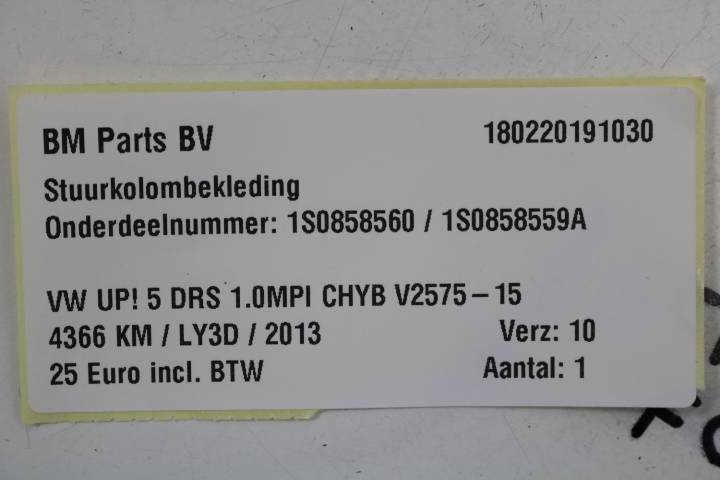 BM Parts BV 180220191030
Stuurkolombekleding
Onderdeelnummer: 1S0858560 / 1S0858559A
VW UP! 5 DRS 1.0MPI CHYB V2575-15
4366 KM / LY3D / 2013 Verz: 10
25 Euro incl. BTW Aantal: 1